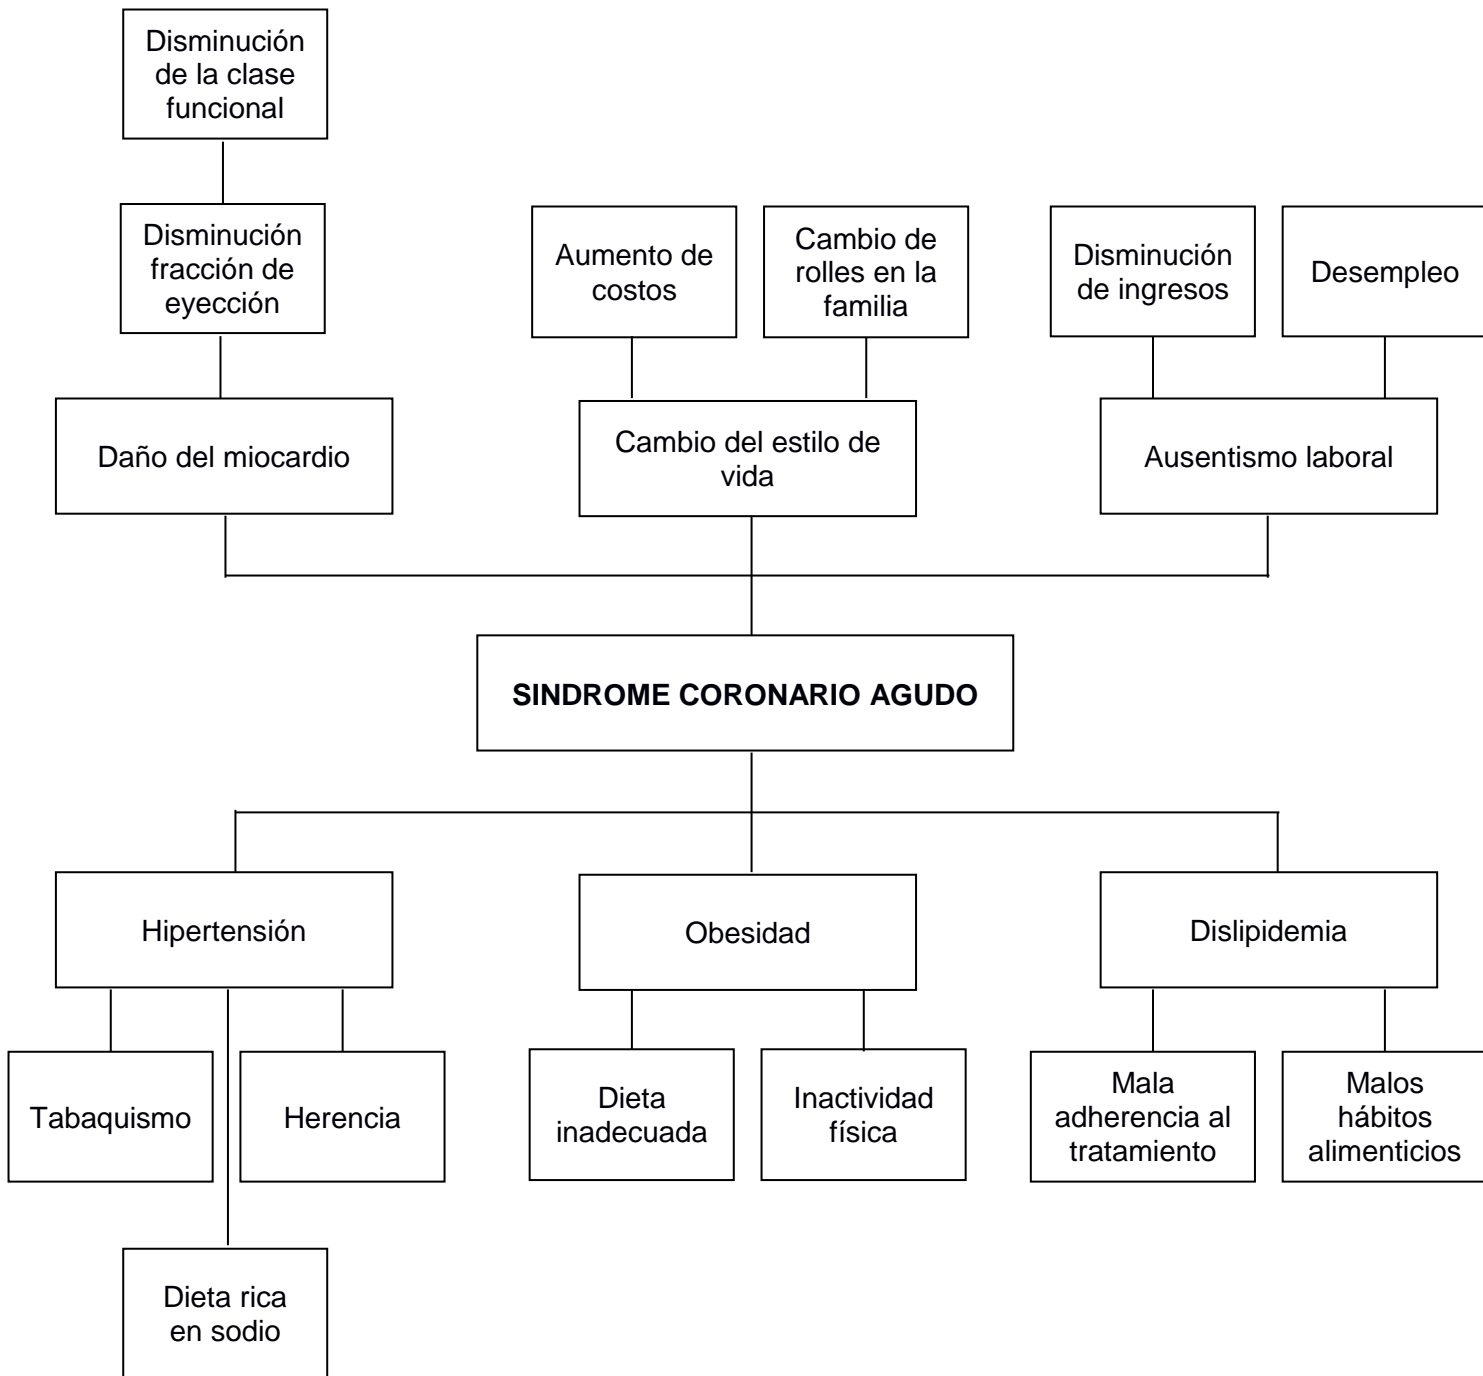 Disminución
de la clase
funcional
Disminución
fracción de
eyección
Aumento de
costos
Cambio de
rolles en la
familia
Disminución
de ingresos
Desempleo
Daño del miocardio
Cambio del estilo de
vida
Ausentismo laboral
SINDROME CORONARIO AGUDO
Hipertensión
Obesidad
Dislipidemia
Tabaquismo
Herencia
Dieta
inadecuada
Inactividad
física
Mala
adherencia al
tratamiento
Malos
hábitos
alimenticios
Dieta rica
en sodio